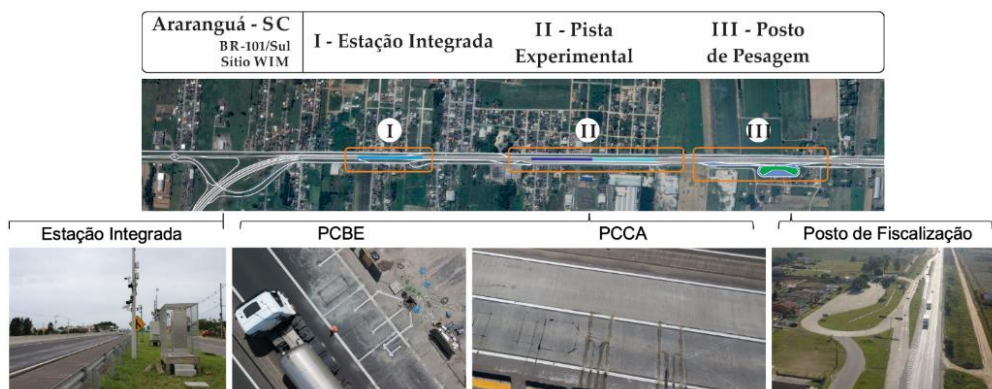 Araranguá - SC
BR-101/Sul
Sítio WIM
I - Estação Integrada
II - Pista
Experimental
III - Posto
de Pesagem
I
II
III
Estação Integrada
PCBE
PCCA
Posto de Fiscalização